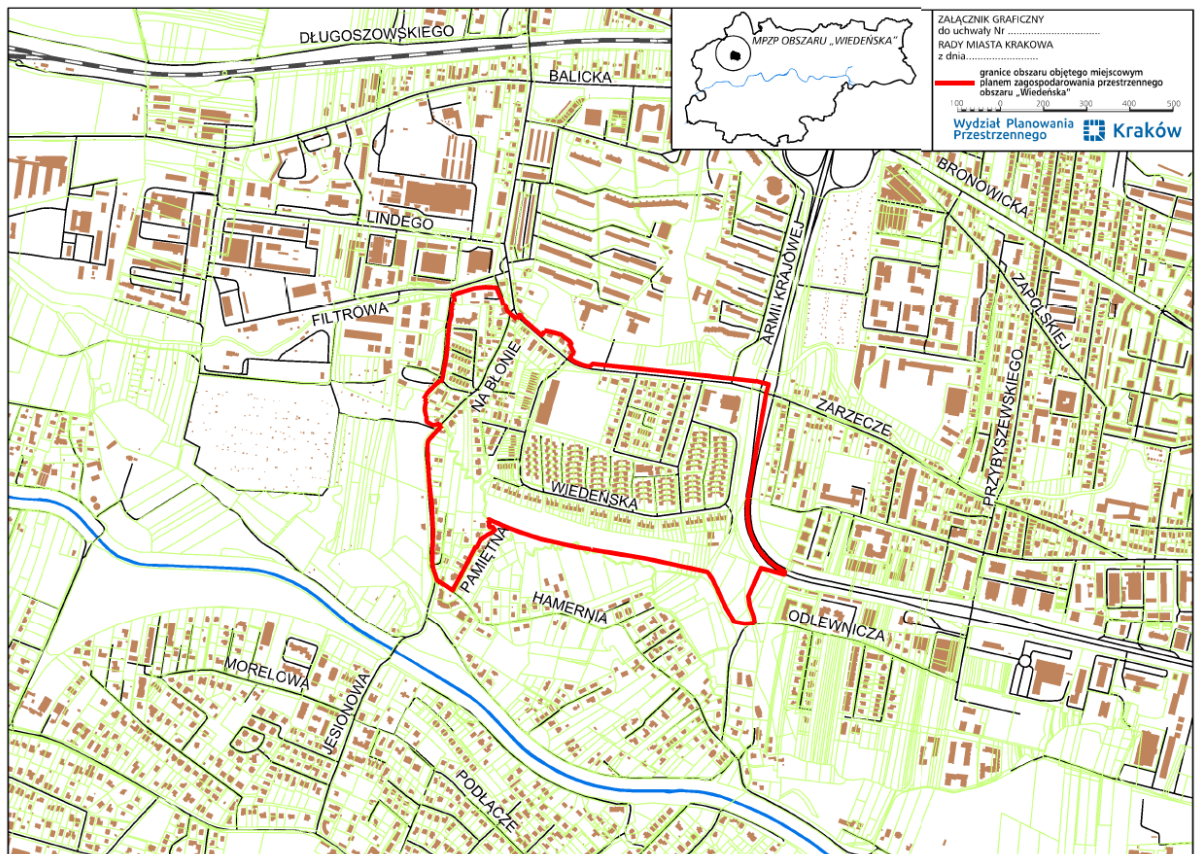 DŁUGOSZOWSKIEGO
MPZP OBSZARU „WIEDEŃSKA”
ZAŁĄCZNIK GRAFICZNY
do uchwały Nr ..............................
RADY MIASTA KRAKOWA
z dnia........................
granice obszaru objętego miejscowym
planem zagospodarowania przestrzennego
obszaru „Wiedeńska”
100 0 200 300 400 500
Wydział Planowania
Przestrzennego
Kraków
BALICKA
BRONOWICKA
LINDEGO
ARMII KRAJOWEJ
ZAPOLSKIEJ
FILTROWA
NA BŁONIE
PRZYBYSZEWSKIEGO
ZARZECZE
WIEDEŃSKA
PAMIĘTNA
HAMERNIA
ODLEWNICZA
MORELOWA
JESIONOWA
PODŁĄCZE